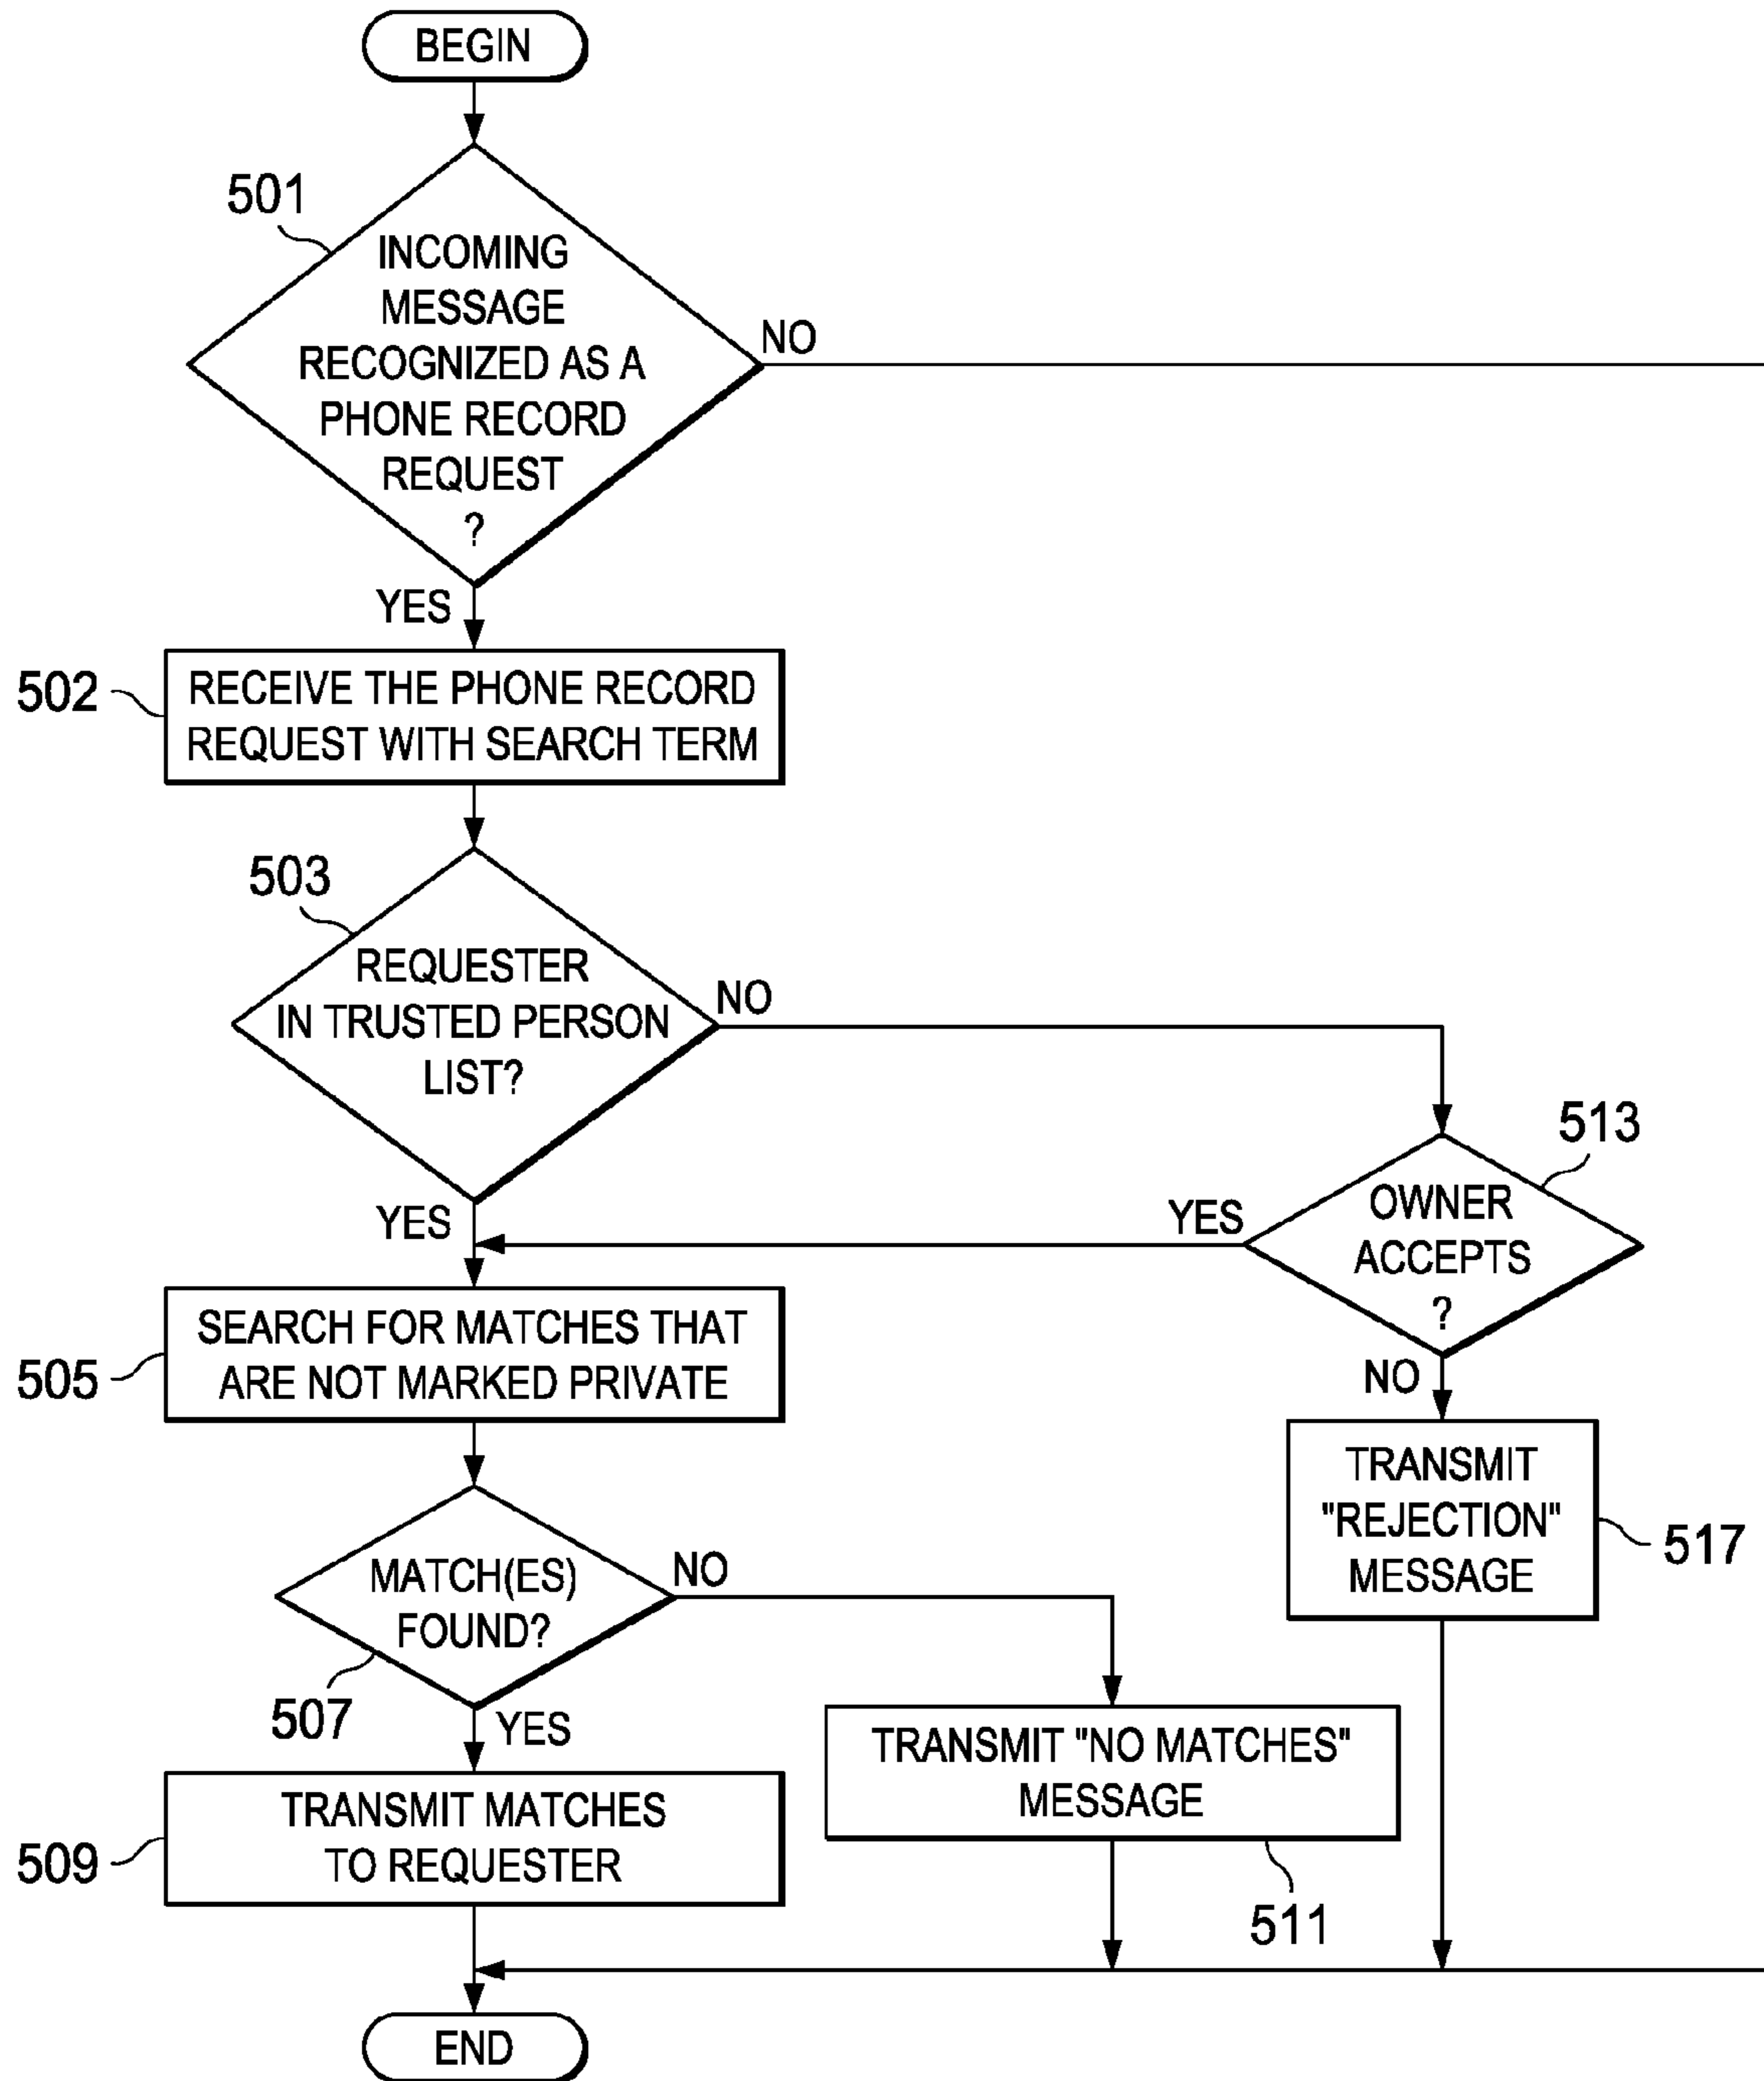 BEGIN
501
INCOMING
MESSAGE
RECOGNIZED AS A
PHONE RECORD
REQUEST
?
NO
YES
502
RECEIVE THE PHONE RECORD
REQUEST WITH SEARCH TERM
503
REQUESTER
IN TRUSTED PERSON
LIST?
NO
YES
513
OWNER
ACCEPTS
?
YES
NO
505
SEARCH FOR MATCHES THAT
ARE NOT MARKED PRIVATE
TRANSMIT
"REJECTION"
MESSAGE
517
MATCH(ES)
FOUND?
NO
507
YES
TRANSMIT "NO MATCHES"
MESSAGE
511
509
TRANSMIT MATCHES
TO REQUESTER
END